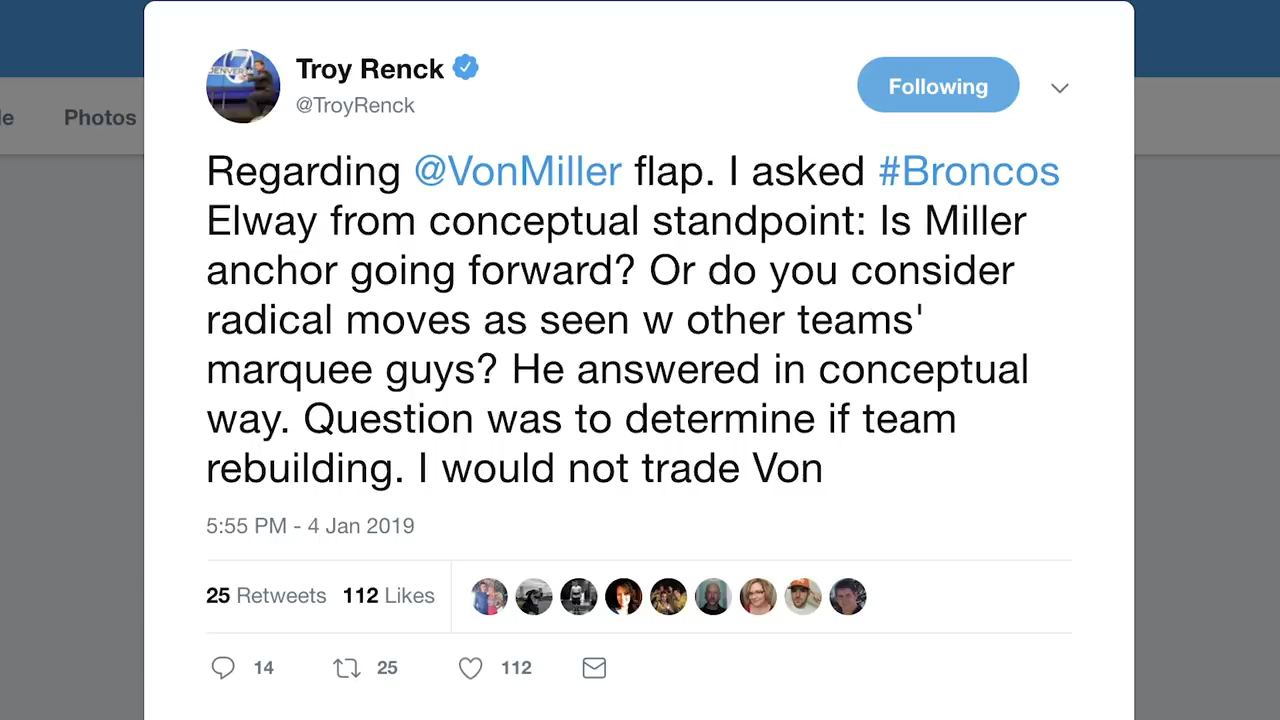 Troy Renck
@TroyRenck
Following
le
Photos
Regarding @VonMiller flap. I asked #Broncos
Elway from conceptual standpoint: Is Miller
anchor going forward? Or do you consider
radical moves as seen w other teams'
marquee guys? He answered in conceptual
way. Question was to determine if team
rebuilding. I would not trade Von
5:55 PM - 4 Jan 2019
25 Retweets 112 Likes
14 25 112